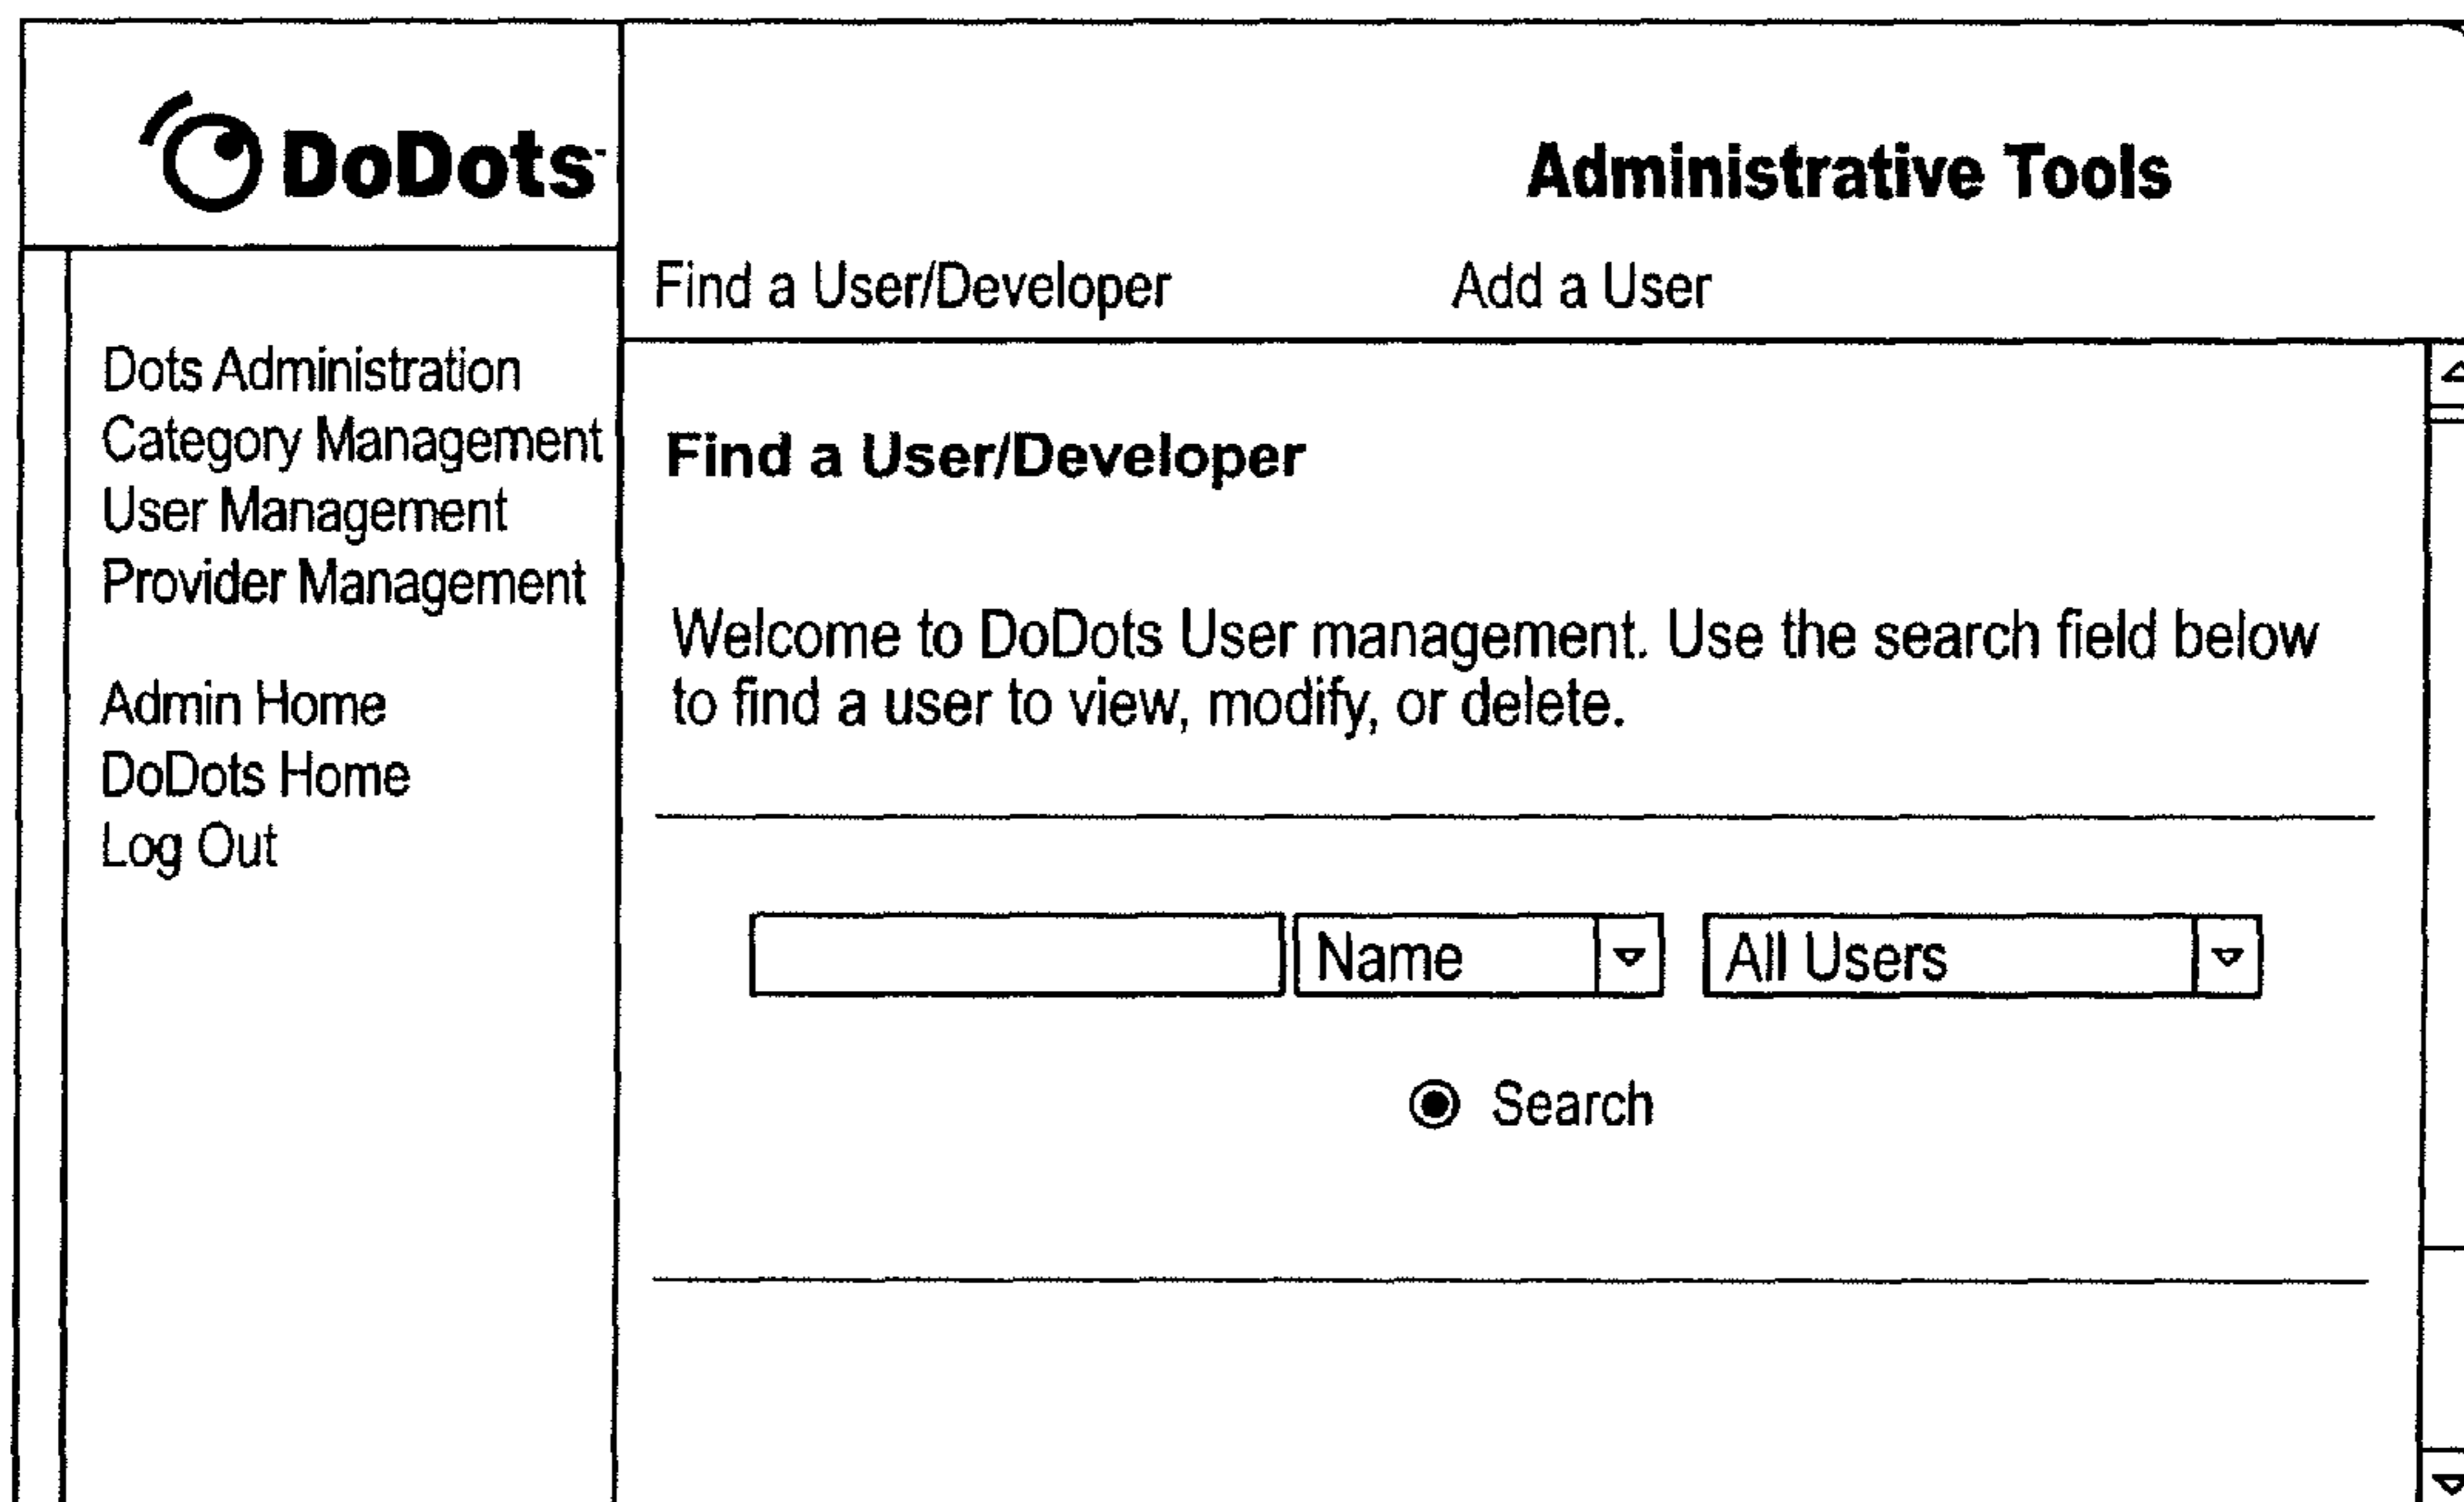 DoDots™
Administrative Tools
Find a User/Developer
Add a User
Dots Administration
Category Management
User Management
Provider Management
Admin Home
DoDots Home
Log Out
Find a User/Developer
Welcome to DoDots User management. Use the search field below
to find a user to view, modify, or delete.
Name
All Users
Search